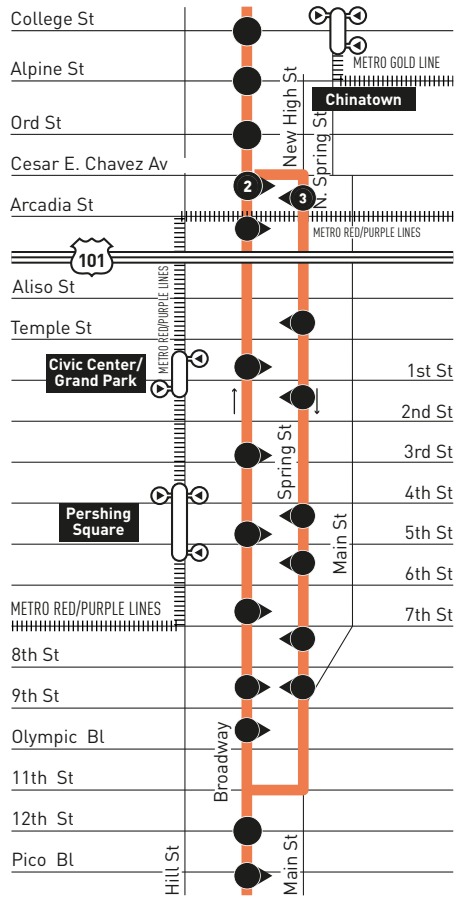 College St
METRO GOLD LINE
Alpine St
Chinatown
Ord St
New High St
N. Spring St
Cesar E. Chavez Av
2
3
Arcadia St
METRO RED/PURPLE LINES
101
METRO RED/PURPLE LINES
Aliso St
Temple St
Civic Center/
Grand Park
1st St
2nd St
Spring St
3rd St
4th St
Pershing
Square
Main St
5th St
6th St
METRO RED/PURPLE LINES
7th St
8th St
9th St
Olympic Bl
Broadway
11th St
12th St
Pico Bl
Hill St
Main St